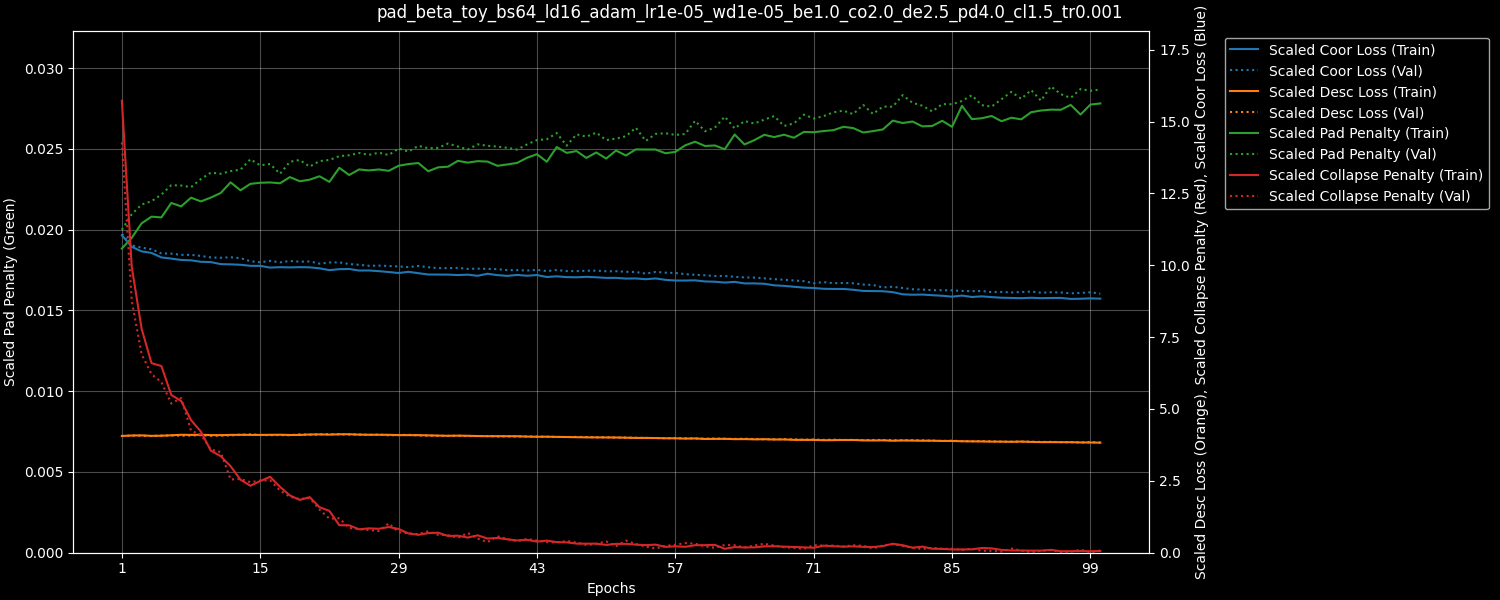 pad_beta_toy_bs64_ld16_adam_lr1e-05_wd1e-05_be1.0_co2.0_de2.5_pd4.0_cl1.5_tr0.001
Scaled Pad Penalty (Green)
0.030
0.025
0.020
0.015
0.010
0.005
0.000
1
15
29
43
57
71
85
99
Epochs
17.5
15.0
12.5
10.0
7.5
5.0
2.5
0.0
Scaled Desc Loss (Orange), Scaled Collapse Penalty (Red), Scaled Coor Loss (Blue)
Scaled Coor Loss (Train)
Scaled Coor Loss (Val)
Scaled Desc Loss (Train)
Scaled Desc Loss (Val)
Scaled Pad Penalty (Train)
Scaled Pad Penalty (Val)
Scaled Collapse Penalty (Train)
Scaled Collapse Penalty (Val)